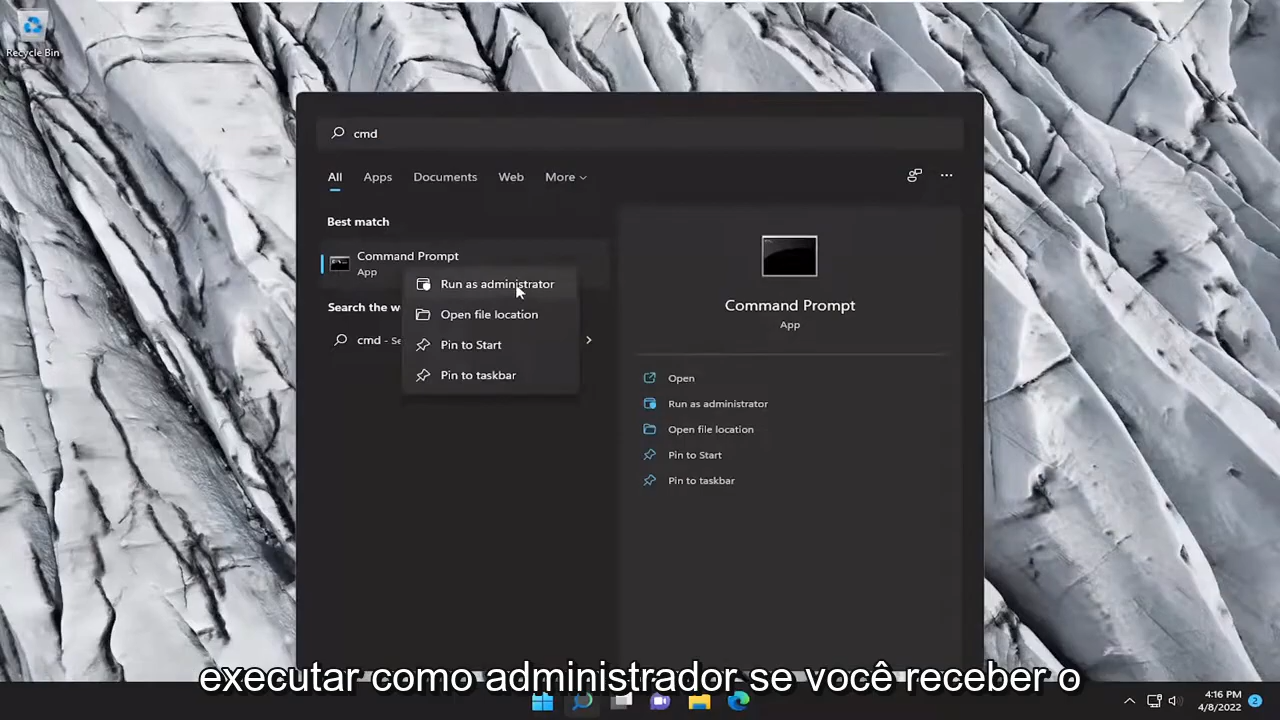 Recycle Bin
cmd
All Apps Documents Web More
Best match
Command Prompt
App
Run as administrator
Search the we
Open file location
cmd - Se
Pin to Start
Pin to taskbar
Command Prompt
App
Open
Run as administrator
Open file location
Pin to Start
Pin to taskbar
executar como administrador se você receber o
4:16 PM
4/8/2022
2